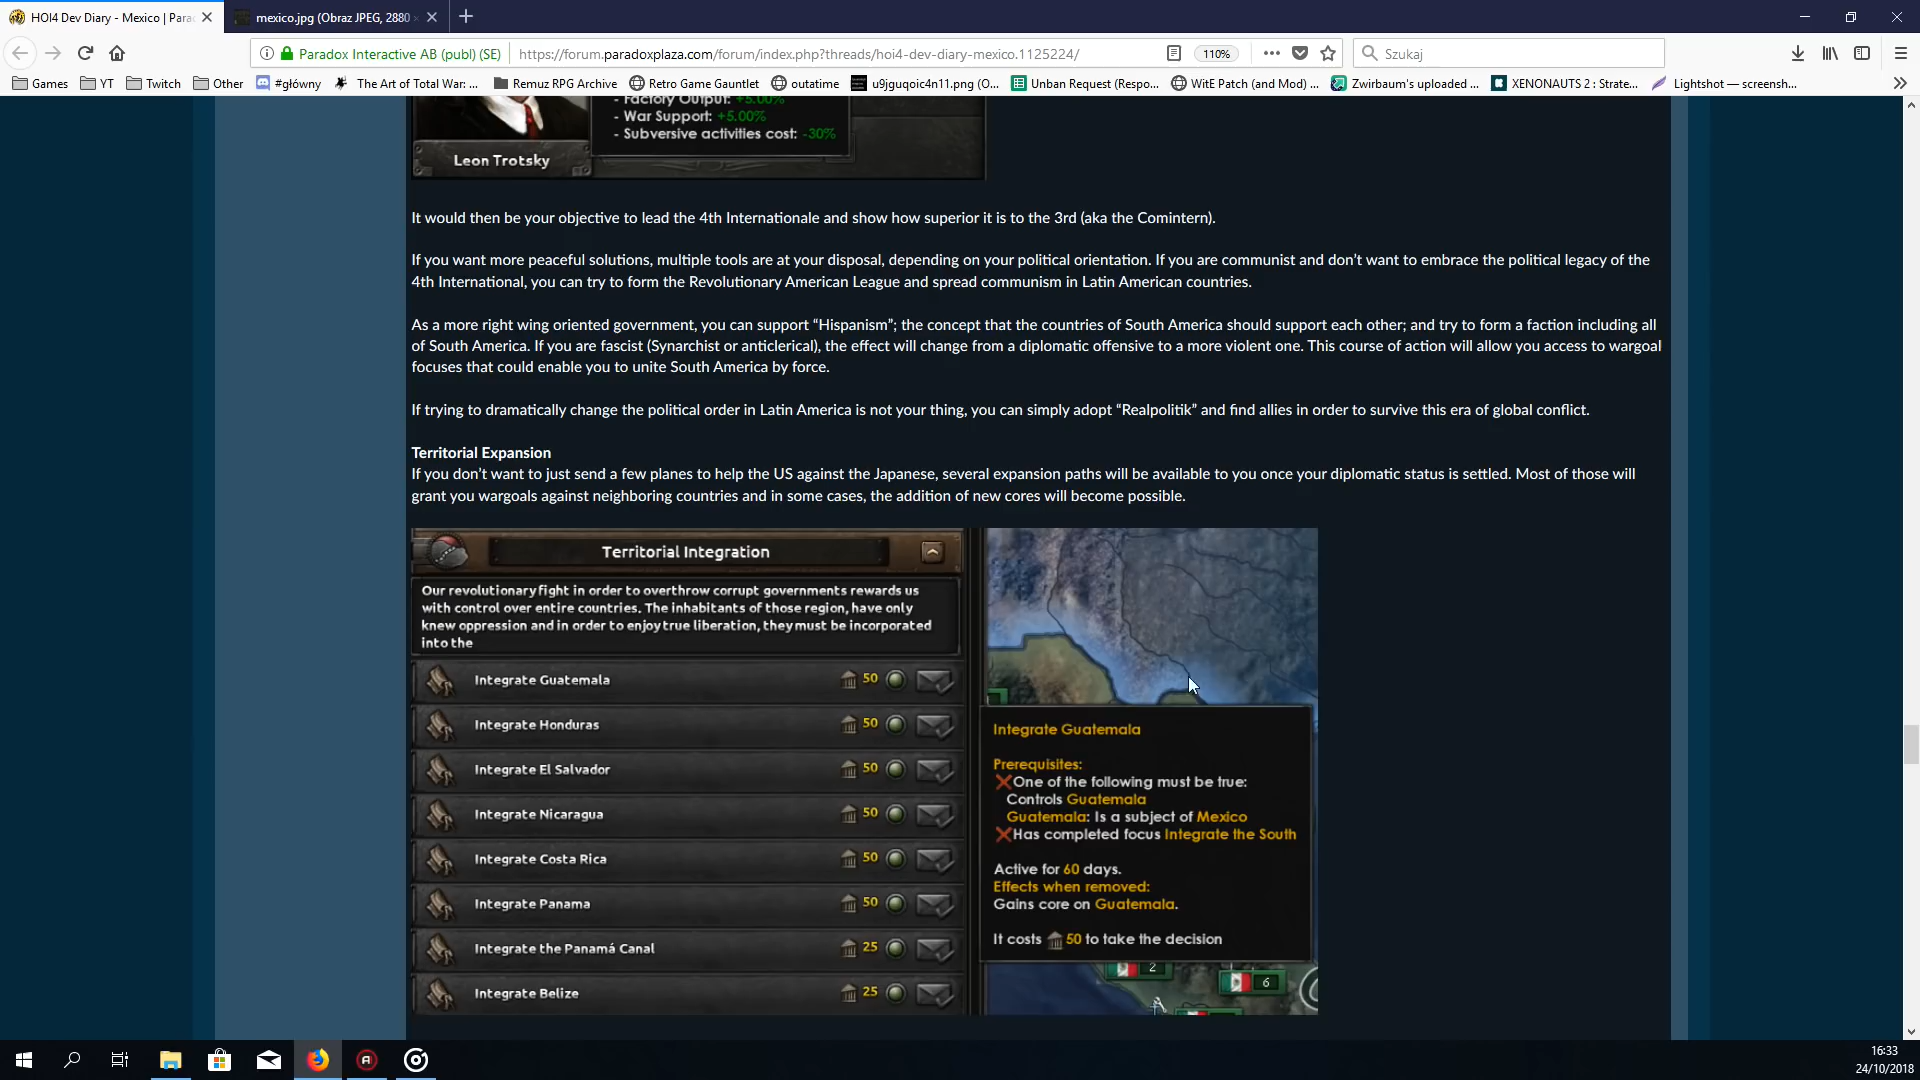 HOI4 Dev Diary - Mexico | Para
mexico.jpg (Obraz JPEG, 2880
Paradox Interactive AB (publ) (SE)
https://forum.paradoxplaza.com/forum/index.php?threads/hoi4-dev-diary-mexico.1125224/
110%
Szukaj
Games
YT
Twitch
Other
#główny
The Art of Total War: ...
Remuz RPG Archive
Retro Game Gauntlet
outatime
u9jguqoic4n11.png (O...
Unban Request (Respo...
WitE Patch (and Mod) ...
Zwirbaum's uploaded ...
XENONAUTS 2 : Strate...
Lightshot — screensh...
- Factory Output: +5.00%
- War Support: +5.00%
- Subversive activities cost: -30%
Leon Trotsky
It would then be your objective to lead the 4th Internationale and show how superior it is to the 3rd (aka the Comintern).
If you want more peaceful solutions, multiple tools are at your disposal, depending on your political orientation. If you are communist and don't want to embrace the political legacy of the
4th International, you can try to form the Revolutionary American League and spread communism in Latin American countries.
As a more right wing oriented government, you can support “Hispanism”; the concept that the countries of South America should support each other; and try to form a faction including all
of South America. If you are fascist (Synarchist or anticlerical), the effect will change from a diplomatic offensive to a more violent one. This course of action will allow you access to wargoal
focuses that could enable you to unite South America by force.
If trying to dramatically change the political order in Latin America is not your thing, you can simply adopt “Realpolitik” and find allies in order to survive this era of global conflict.
Territorial Expansion
If you don't want to just send a few planes to help the US against the Japanese, several expansion paths will be available to you once your diplomatic status is settled. Most of those will
grant you wargoals against neighboring countries and in some cases, the addition of new cores will become possible.
Territorial Integration
Our revolutionary fight in order to overthrow corrupt governments rewards us
with control over entire countries. The inhabitants of those region, have only
knew oppression and in order to enjoy true liberation, they must be incorporated
into the
Integrate Guatemala 50
Integrate Honduras 50
Integrate El Salvador 50
Integrate Nicaragua 50
Integrate Costa Rica 50
Integrate Panama 50
Integrate the Panamá Canal 25
Integrate Belize 25
Integrate Guatemala
Prerequisites:
One of the following must be true:
Controls Guatemala
Guatemala: Is a subject of Mexico
Has completed focus Integrate the South
Active for 60 days.
Effects when removed:
Gains core on Guatemala.
It costs 50 to take the decision
2
6
16:33
24/10/2018